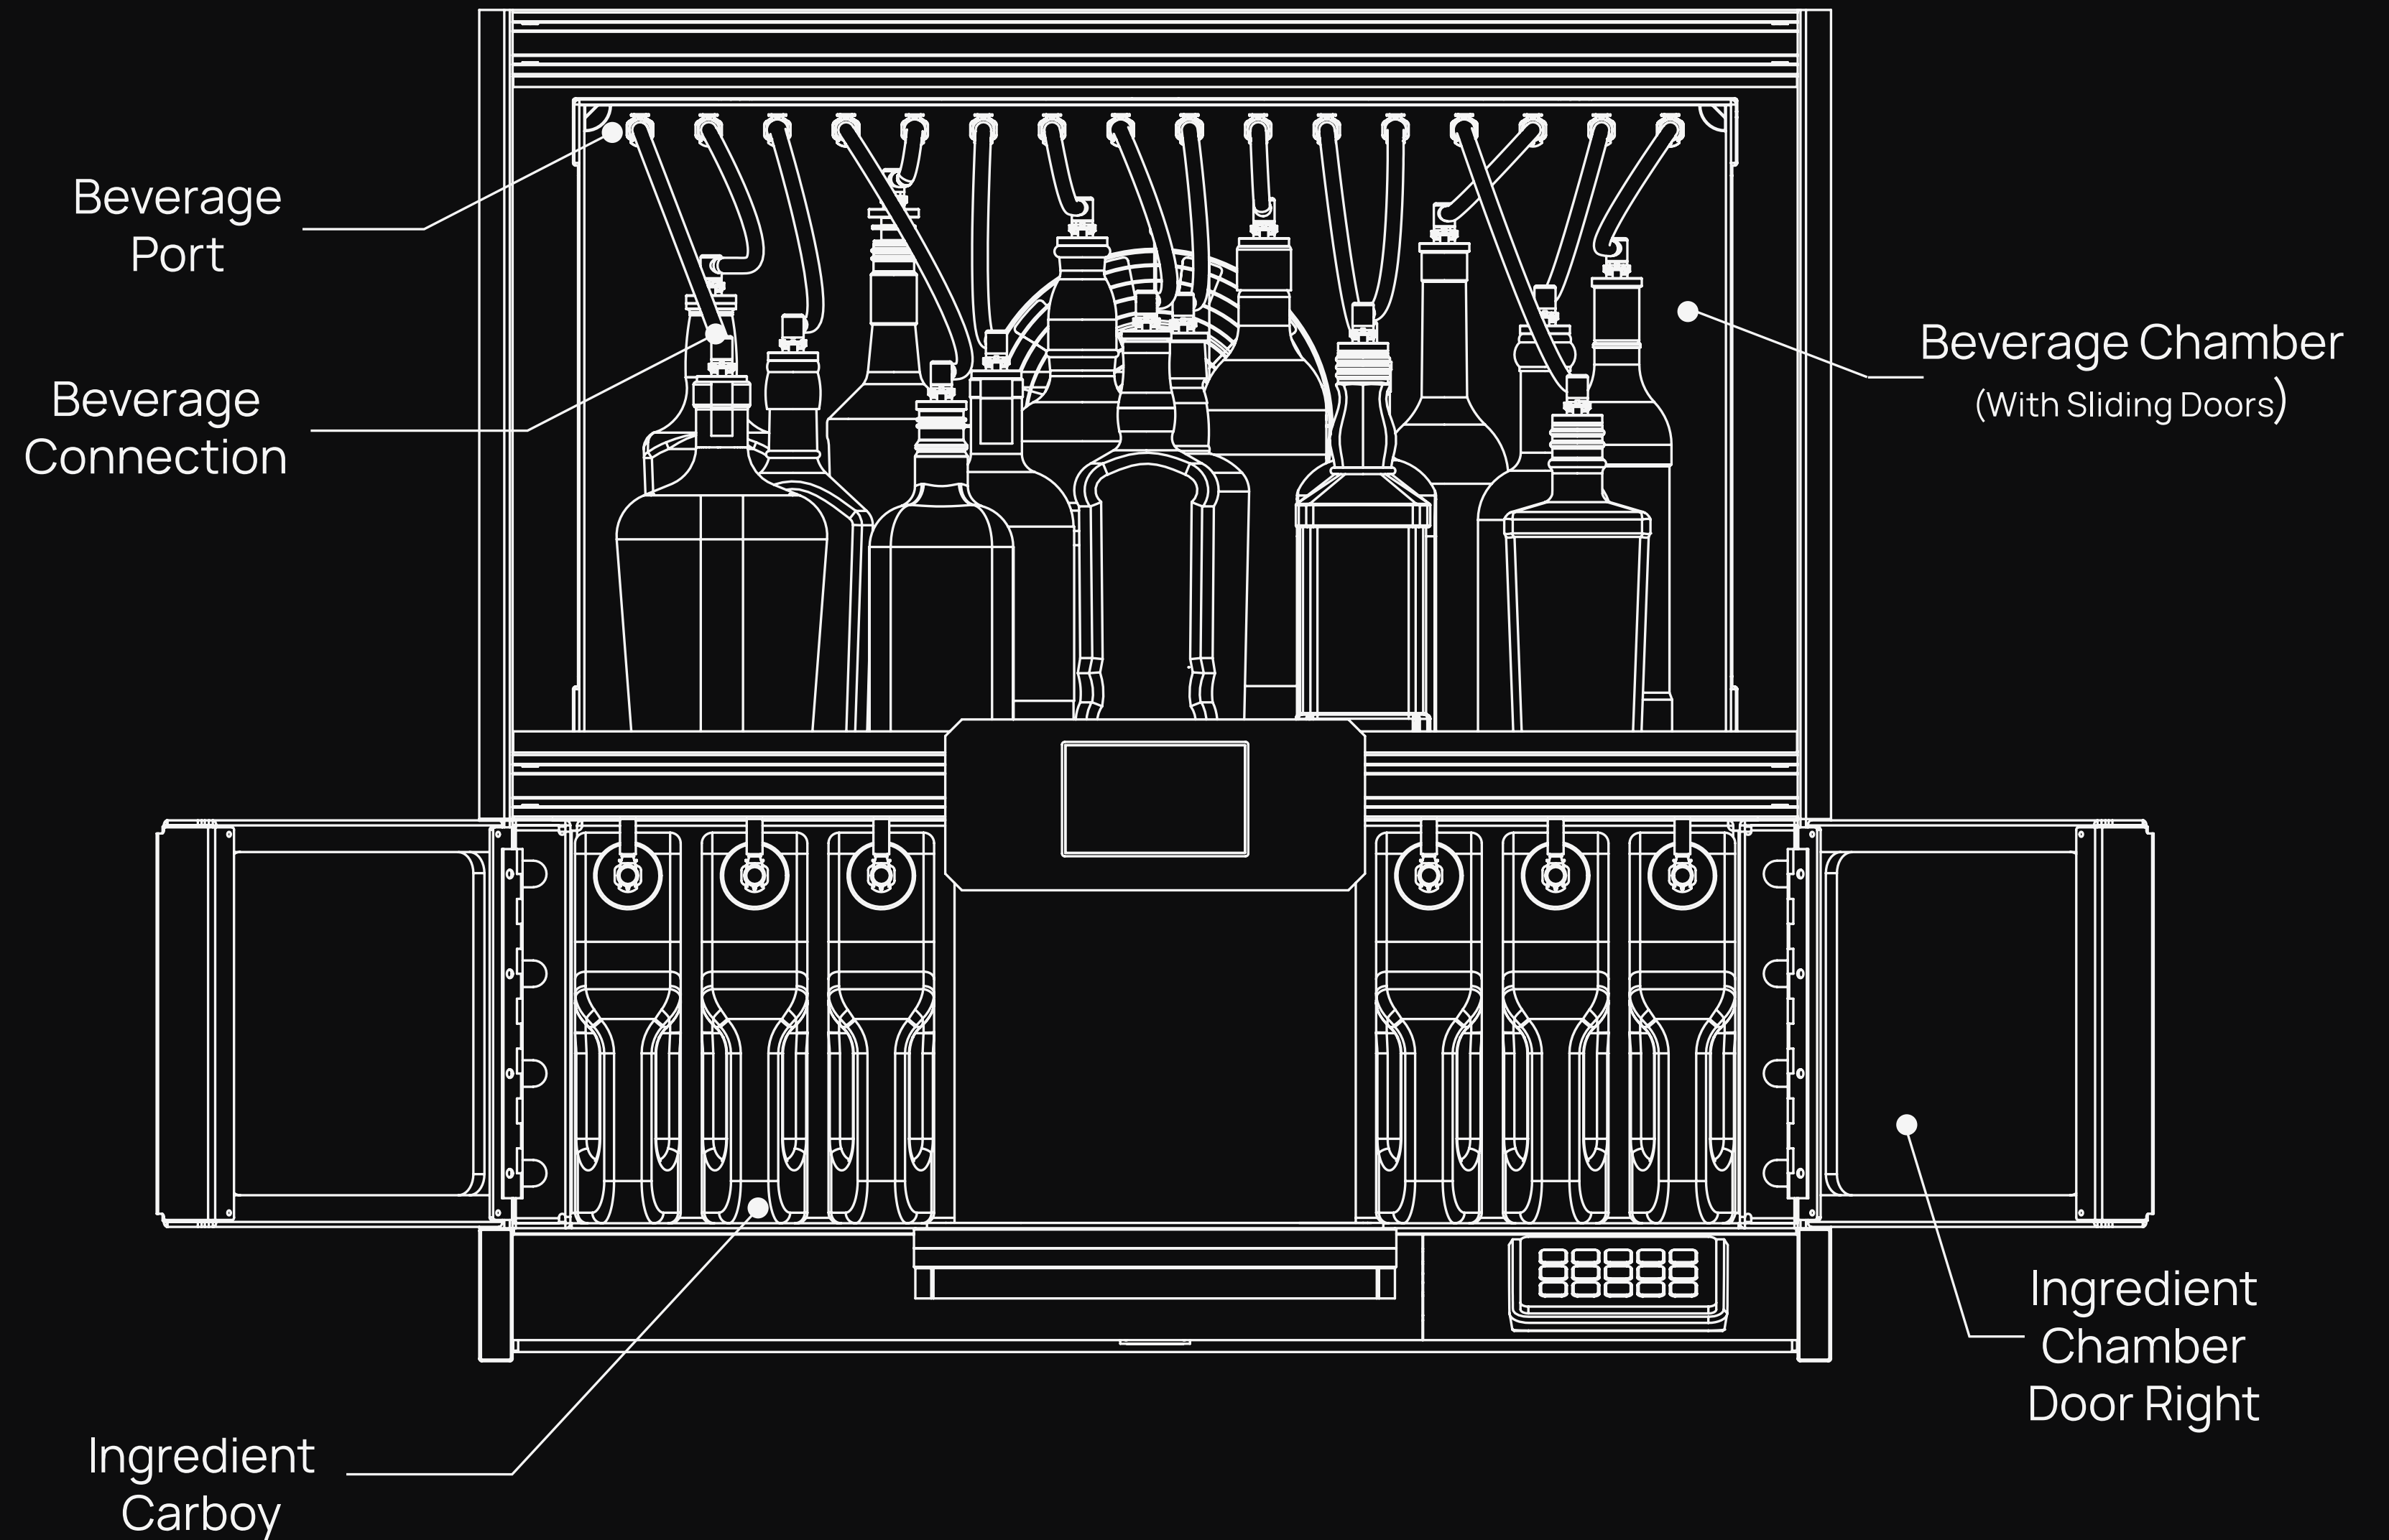 Beverage
Port
Beverage
Connection
Beverage Chamber
(With Sliding Doors)
Ingredient
Chamber
Door Right
Ingredient
Carboy